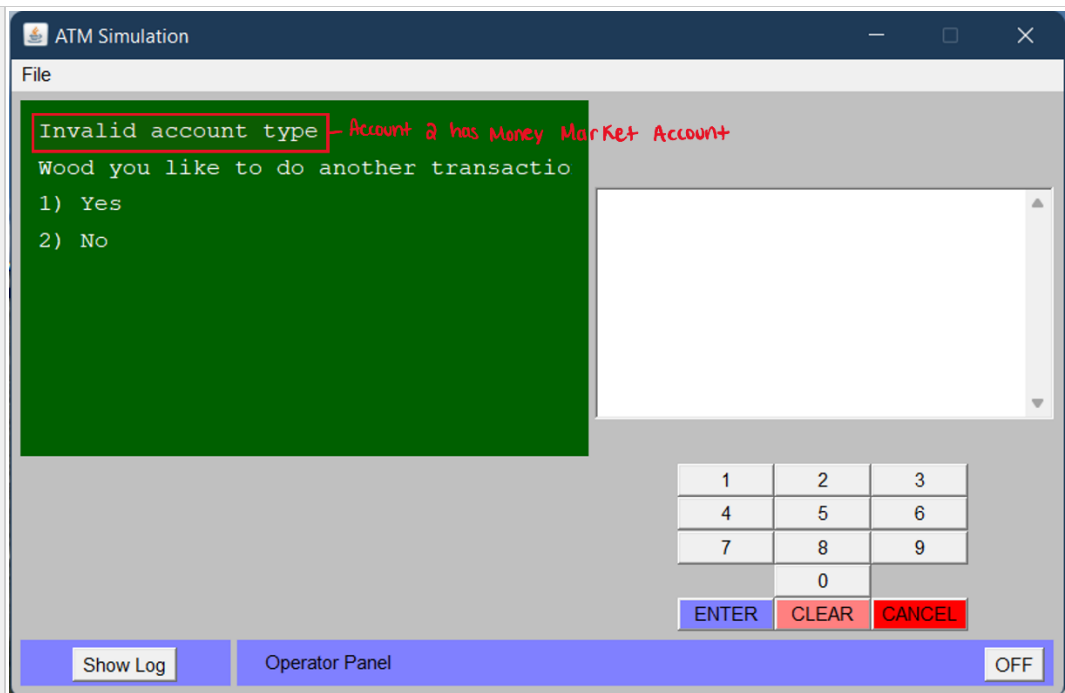 ATM Simulation
File
Invalid account type
Account 2 has Money Market Account
Wood you like to do another transactio
1) Yes
2) No
1 2 3
4 5 6
7 8 9
0
ENTER CLEAR CANCEL
Show Log
Operator Panel
OFF